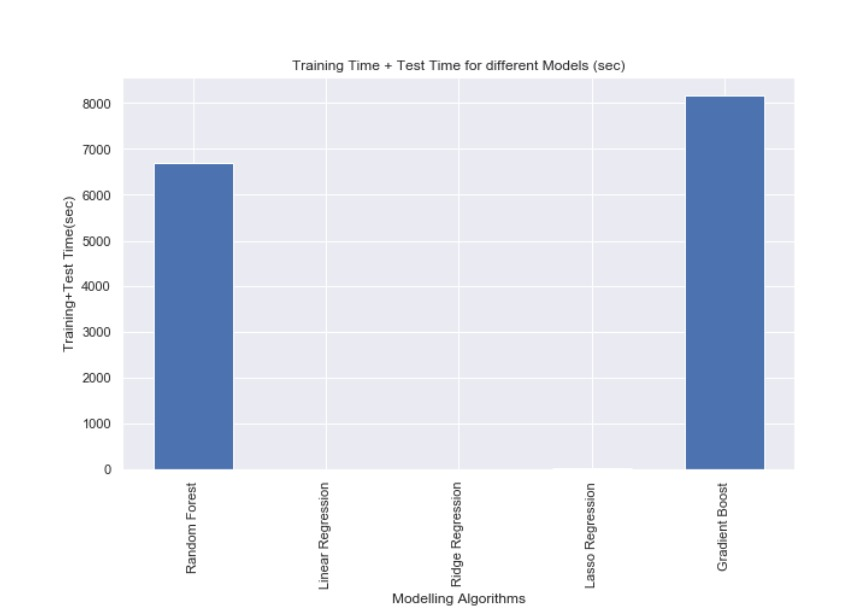 Training Time + Test Time for different Models (sec)
Training+Test Time(sec)
8000
7000
6000
5000
4000
3000
2000
1000
0
Random Forest
Linear Regression
Ridge Regression
Lasso Regression
Gradient Boost
Modelling Algorithms